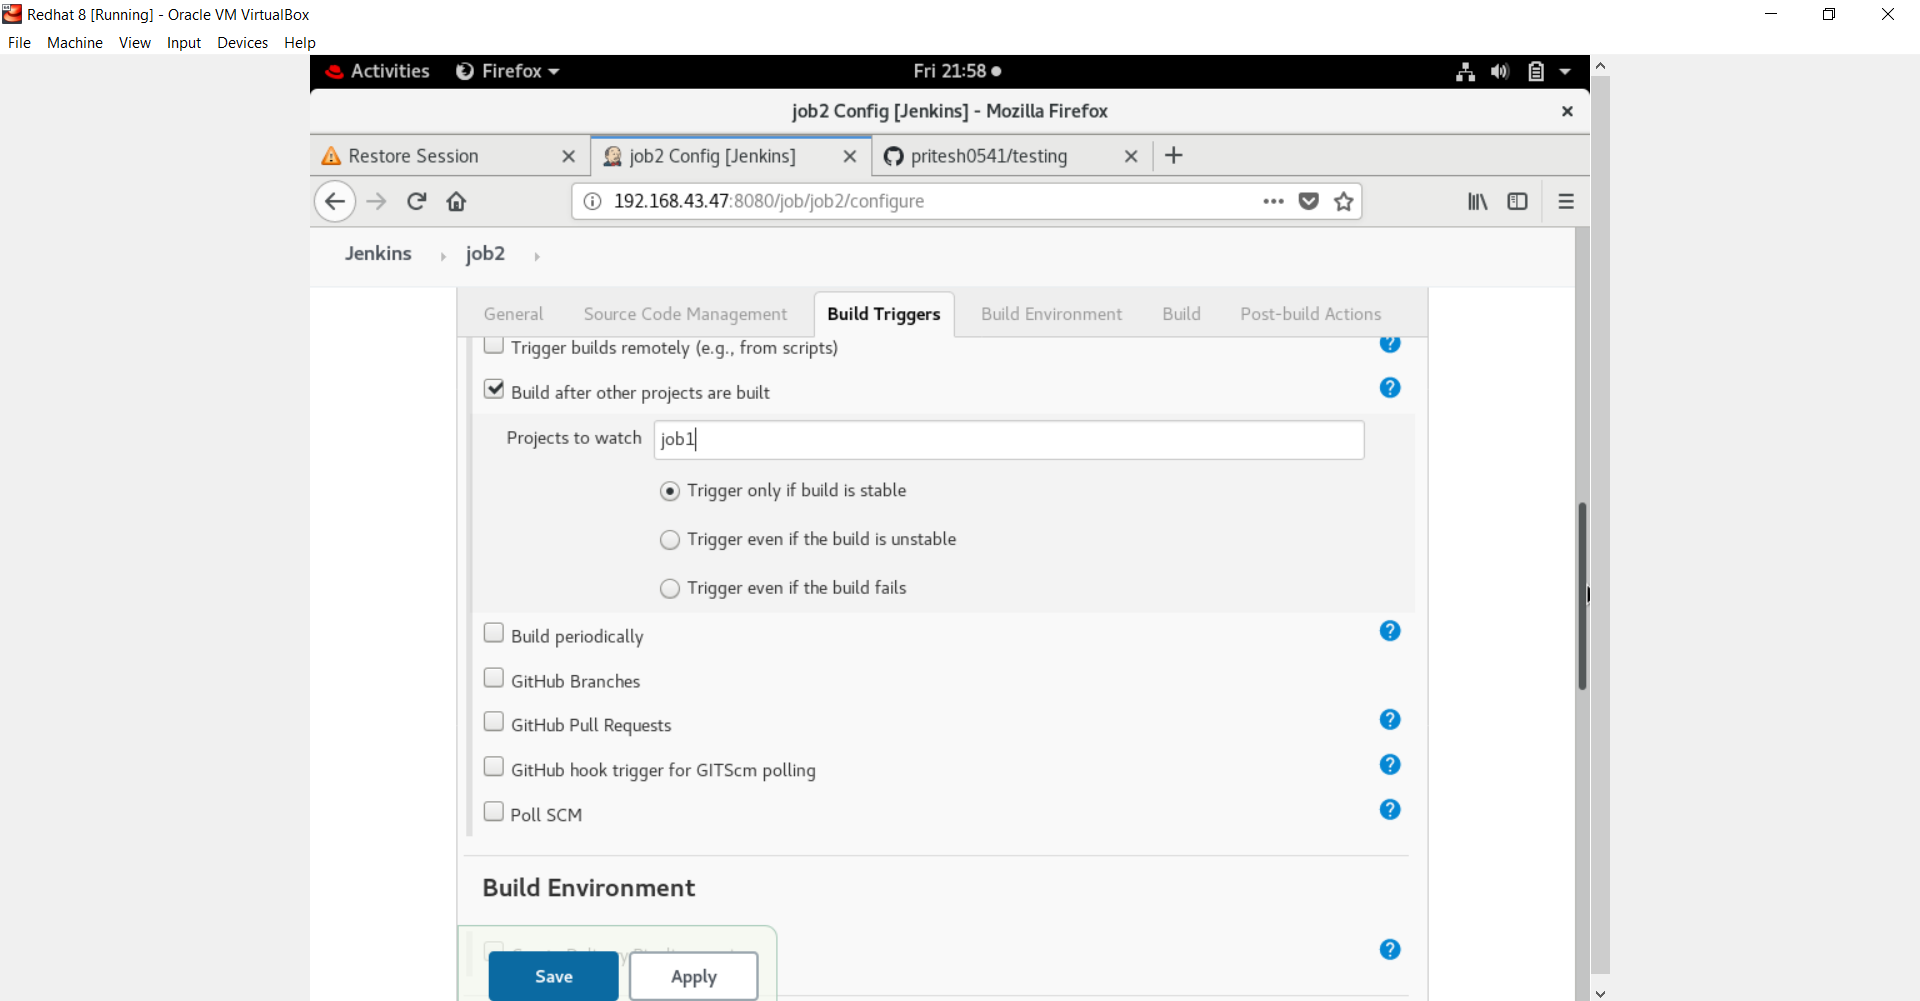 Redhat 8 [Running] - Oracle VM VirtualBox
File Machine View Input Devices Help
Activities Firefox Fri 21:58
job2 Config [Jenkins] - Mozilla Firefox
Restore Session job2 Config [Jenkins] pritesh0541/testing
192.168.43.47:8080/job/job2/configure
Jenkins job2
General Source Code Management Build Triggers Build Environment Build Post-build Actions
Trigger builds remotely (e.g., from scripts)
Build after other projects are built
Projects to watch job1
Trigger only if build is stable
Trigger even if the build is unstable
Trigger even if the build fails
Build periodically
GitHub Branches
GitHub Pull Requests
GitHub hook trigger for GITScm polling
Poll SCM
Build Environment
Save Apply